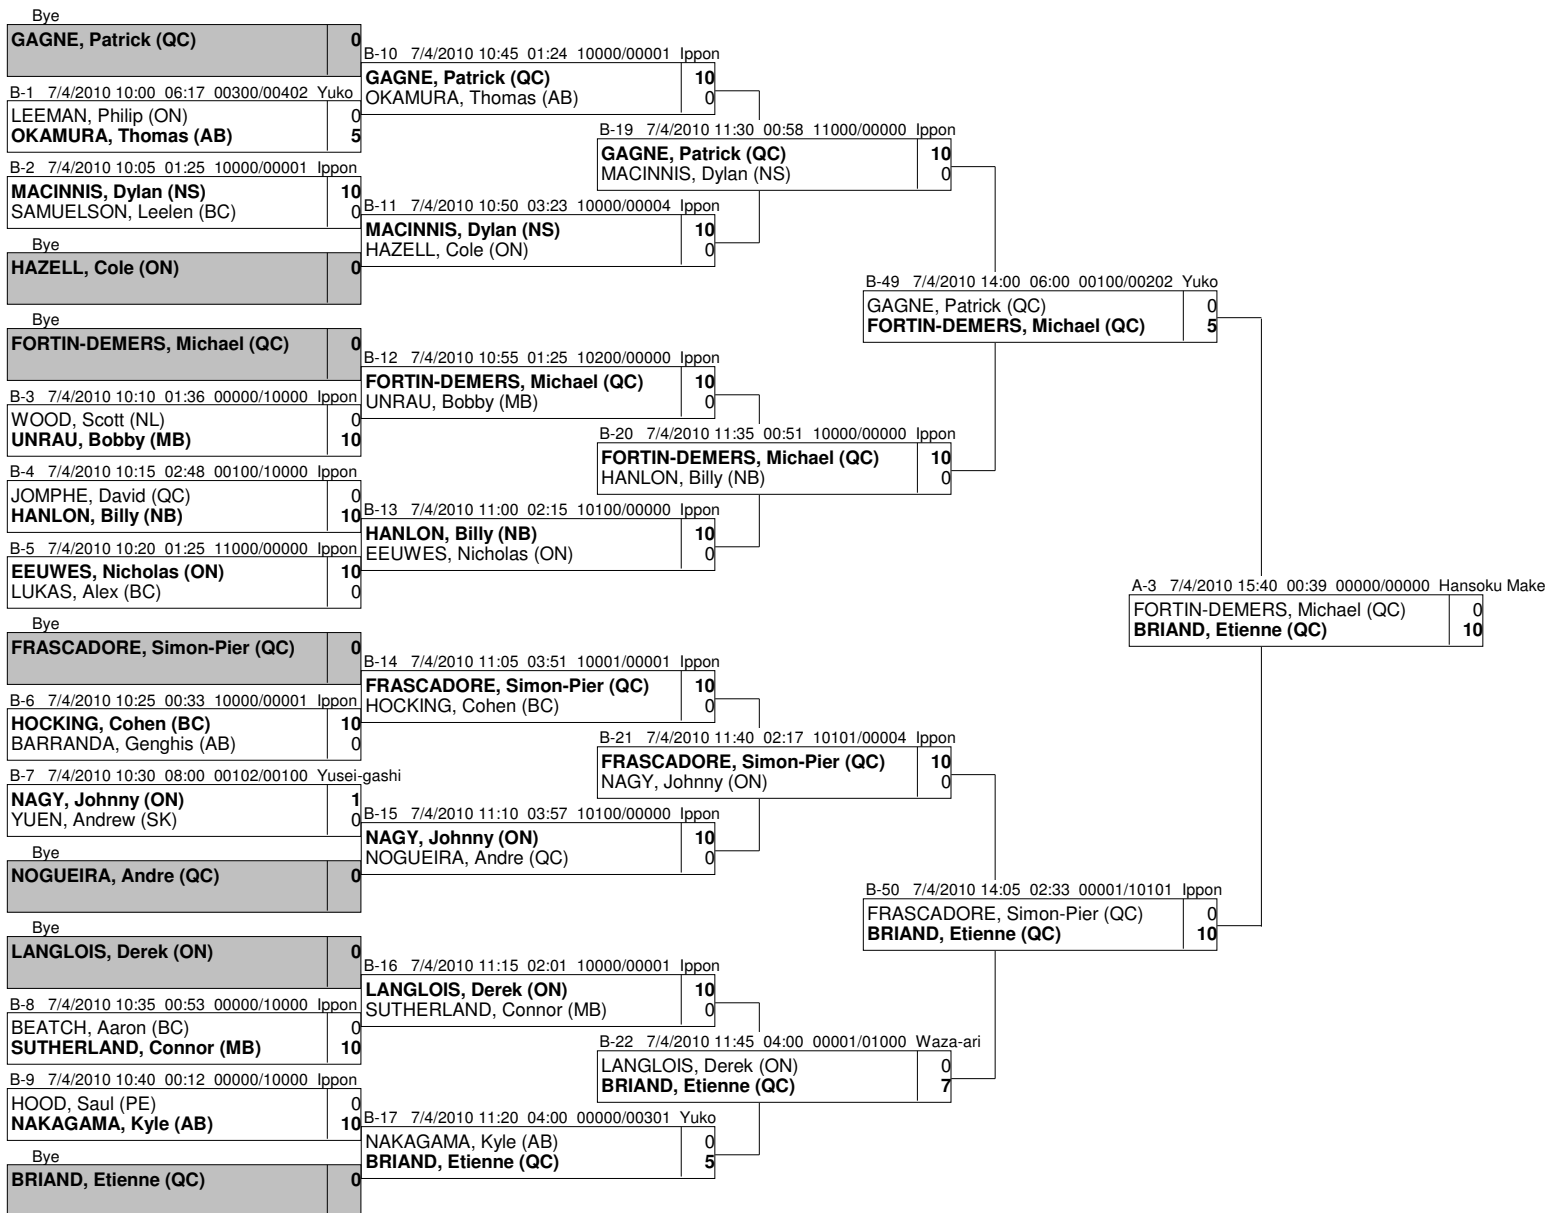 Bye
GAGNE, Patrick (QC) 0
B-1 7/4/2010 10:00 06:17 00300/00402 Yuko
LEEMAN, Philip (ON) 0
OKAMURA, Thomas (AB) 5
B-2 7/4/2010 10:05 01:25 10000/00001 Ippon
MACINNIS, Dylan (NS) 10
SAMUELSON, Leelen (BC) 0
Bye
HAZELL, Cole (ON) 0
Bye
FORTIN-DEMERS, Michael (QC) 0
B-3 7/4/2010 10:10 01:36 00000/10000 Ippon
WOOD, Scott (NL) 0
UNRAU, Bobby (MB) 10
B-4 7/4/2010 10:15 02:48 00100/10000 Ippon
JOMPHE, David (QC) 0
HANLON, Billy (NB) 10
B-5 7/4/2010 10:20 01:25 11000/00000 Ippon
EEUWES, Nicholas (ON) 10
LUKAS, Alex (BC) 0
Bye
FRASCADORE, Simon-Pier (QC) 0
B-6 7/4/2010 10:25 00:33 10000/00001 Ippon
HOCKING, Cohen (BC) 10
BARRANDA, Genghis (AB) 0
B-7 7/4/2010 10:30 08:00 00102/00100 Yusei-gashi
NAGY, Johnny (ON) 1
YUEN, Andrew (SK) 0
Bye
NOGUEIRA, Andre (QC) 0
Bye
LANGLOIS, Derek (ON) 0
B-8 7/4/2010 10:35 00:53 00000/10000 Ippon
BEATCH, Aaron (BC) 0
SUTHERLAND, Connor (MB) 10
B-9 7/4/2010 10:40 00:12 00000/10000 Ippon
HOOD, Saul (PE) 0
NAKAGAMA, Kyle (AB) 10
Bye
BRIAND, Etienne (QC) 0
B-10 7/4/2010 10:45 01:24 10000/00001 Ippon
GAGNE, Patrick (QC) 10
OKAMURA, Thomas (AB) 0
B-11 7/4/2010 10:50 03:23 10000/00004 Ippon
MACINNIS, Dylan (NS) 10
HAZELL, Cole (ON) 0
B-12 7/4/2010 10:55 01:25 10200/00000 Ippon
FORTIN-DEMERS, Michael (QC) 10
UNRAU, Bobby (MB) 0
B-13 7/4/2010 11:00 02:15 10100/00000 Ippon
HANLON, Billy (NB) 10
EEUWES, Nicholas (ON) 0
B-14 7/4/2010 11:05 03:51 10001/00001 Ippon
FRASCADORE, Simon-Pier (QC) 10
HOCKING, Cohen (BC) 0
B-15 7/4/2010 11:10 03:57 10100/00000 Ippon
NAGY, Johnny (ON) 10
NOGUEIRA, Andre (QC) 0
B-16 7/4/2010 11:15 02:01 10000/00001 Ippon
LANGLOIS, Derek (ON) 10
SUTHERLAND, Connor (MB) 0
B-17 7/4/2010 11:20 04:00 00000/00301 Yuko
NAKAGAMA, Kyle (AB) 0
BRIAND, Etienne (QC) 5
B-19 7/4/2010 11:30 00:58 11000/00000 Ippon
GAGNE, Patrick (QC) 10
MACINNIS, Dylan (NS) 0
B-20 7/4/2010 11:35 00:51 10000/00000 Ippon
FORTIN-DEMERS, Michael (QC) 10
HANLON, Billy (NB) 0
B-21 7/4/2010 11:40 02:17 10101/00004 Ippon
FRASCADORE, Simon-Pier (QC) 10
NAGY, Johnny (ON) 0
B-22 7/4/2010 11:45 04:00 00001/01000 Waza-ari
LANGLOIS, Derek (ON) 0
BRIAND, Etienne (QC) 7
B-49 7/4/2010 14:00 06:00 00100/00202 Yuko
GAGNE, Patrick (QC) 0
FORTIN-DEMERS, Michael (QC) 5
B-50 7/4/2010 14:05 02:33 00001/10101 Ippon
FRASCADORE, Simon-Pier (QC) 0
BRIAND, Etienne (QC) 10
A-3 7/4/2010 15:40 00:39 00000/00000 Hansoku Make
FORTIN-DEMERS, Michael (QC) 0
BRIAND, Etienne (QC) 10